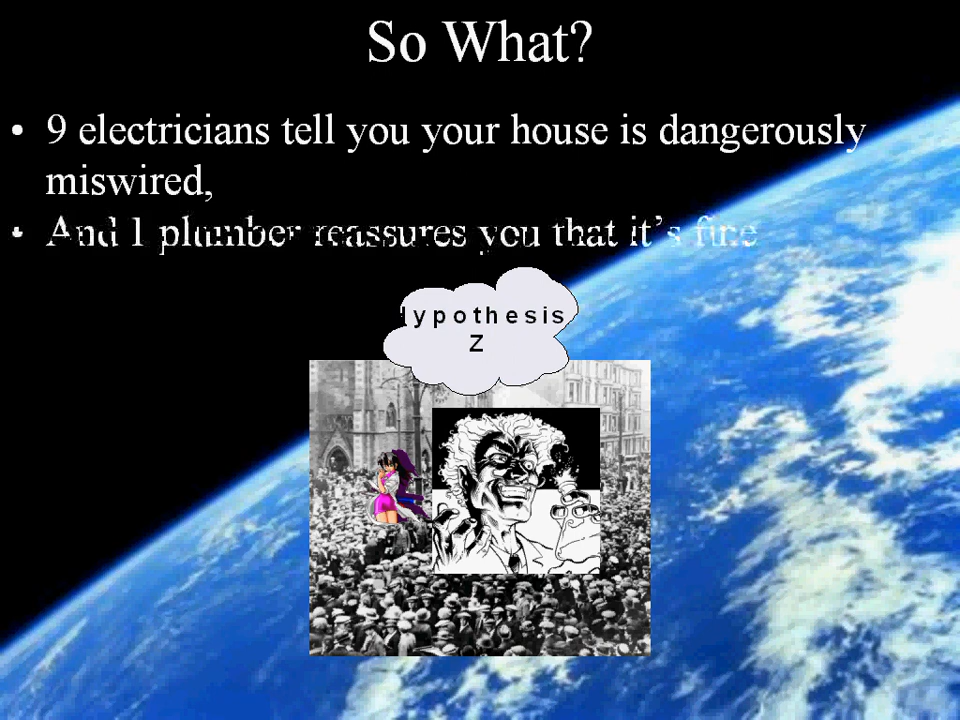 So What?
• 9 electricians tell you your house is dangerously
miswired,
• And 1 plumber reassures you that it's fine
Hypothesis
Z